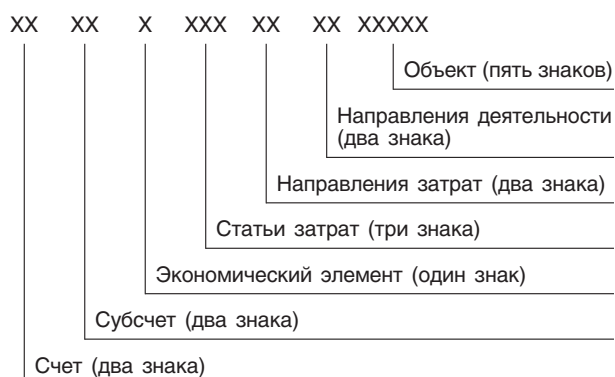 XX XX X XXX XX XX XXXXX
Объект (пять знаков)
Направления деятельности
(два знака)
Направления затрат (два знака)
Статьи затрат (три знака)
Экономический элемент (один знак)
Субсчет (два знака)
Счет (два знака)